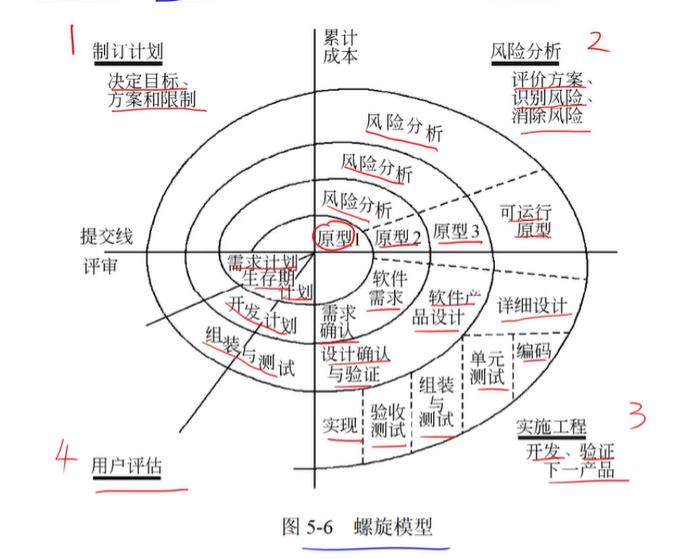 1
制订计划
决定目标、
方案和限制
累计
成本
2
风险分析
评价方案、
识别风险、
消除风险
风险分析
风险分析
风险分析
原型1
原型2
原型3
可运行
原型
提交线
评审
需求计划
生存期
计划
开发计划
组装与测试
软件
需求
需求
确认
软件产
品设计
详细设计
设计确认
与验证
实现
验收
测试
组装
与
测试
单元
测试
编码
3
实施工程
开发、验证
下一产品
4
用户评估
图 5-6 螺旋模型